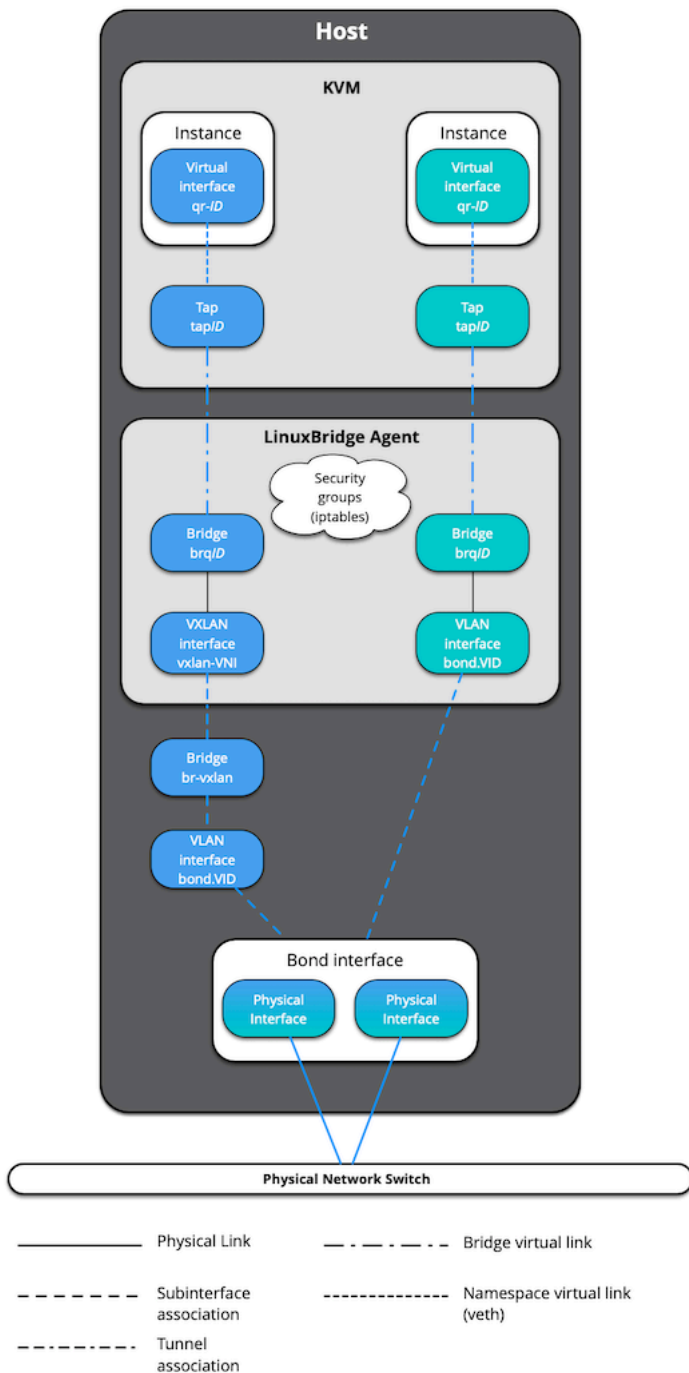 Host
KVM
Instance
Virtual
interface
qr-ID
Tap
tapID
Instance
Virtual
interface
qr-ID
Tap
tapID
LinuxBridge Agent
Security
groups
(iptables)
Bridge
brqID
VXLAN
interface
vxlan-VNI
Bridge
brqID
VLAN
interface
bond.VID
Bridge
br-vxlan
VLAN
interface
bond.VID
Bond interface
Physical
Interface
Physical
Interface
Physical Network Switch
Physical Link
Subinterface
association
Tunnel
association
Bridge virtual link
Namespace virtual link
(veth)